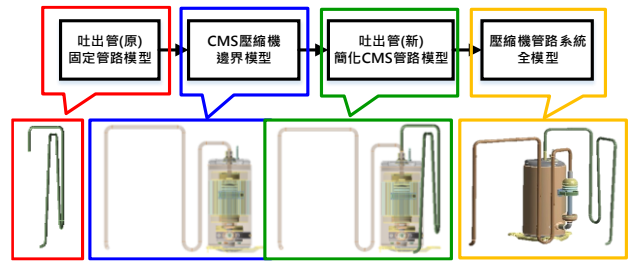 吐出管(原)
固定管路模型
CMS壓縮機
邊界模型
吐出管(新)
簡化CMS管路模型
壓縮機管路系統
全模型